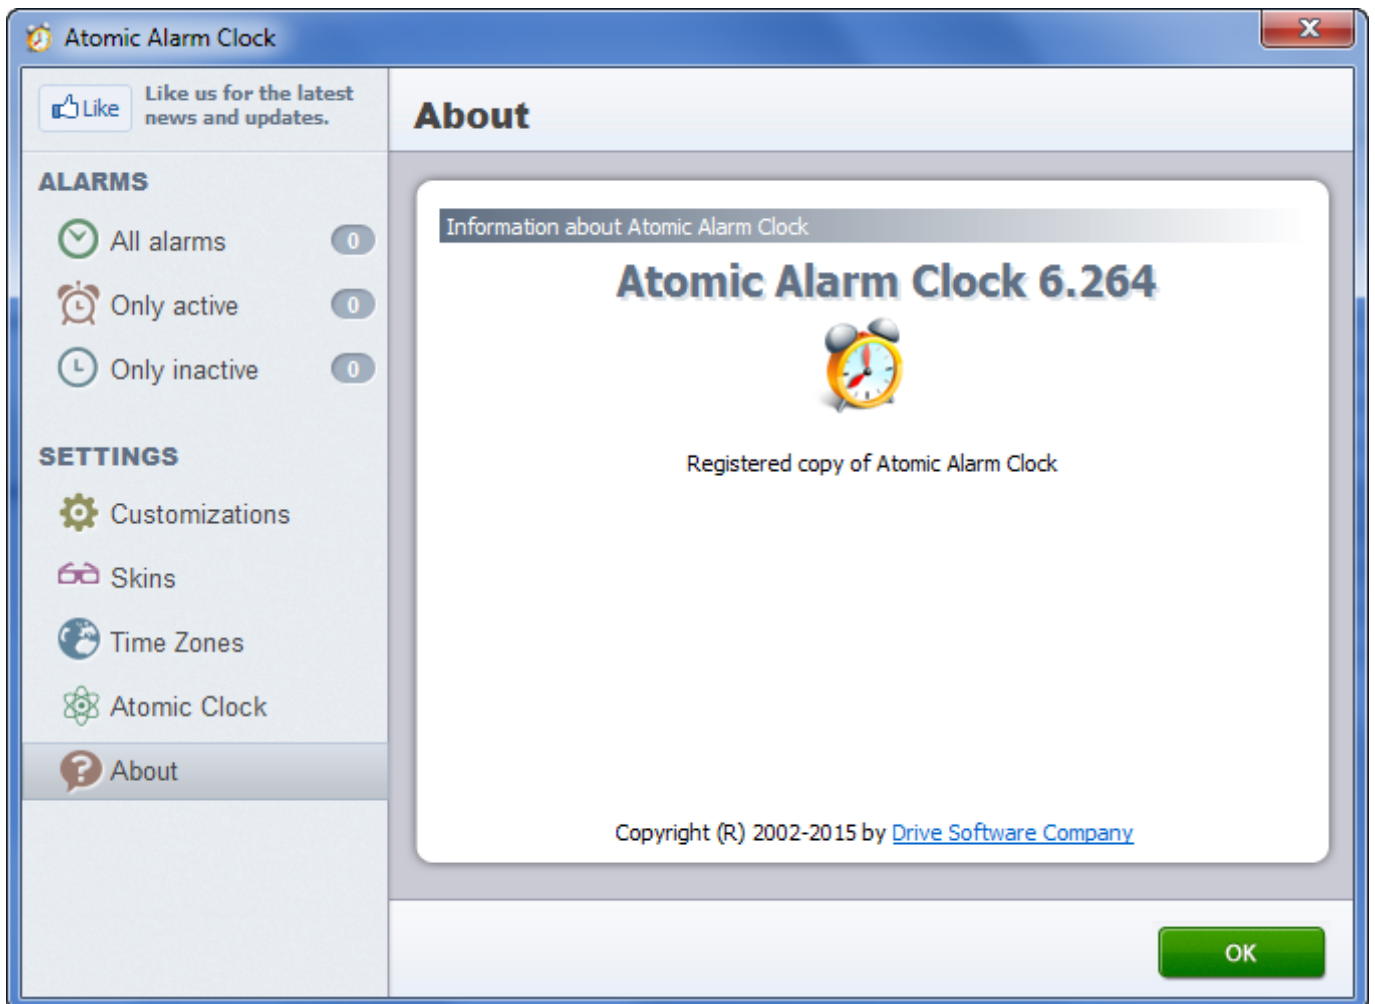 Atomic Alarm Clock
Like
Like us for the latest
news and updates.
ALARMS
All alarms 0
Only active 0
Only inactive 0
SETTINGS
Customizations
Skins
Time Zones
Atomic Clock
About
About
Information about Atomic Alarm Clock
Atomic Alarm Clock 6.264
Registered copy of Atomic Alarm Clock
Copyright (R) 2002-2015 by Drive Software Company
OK